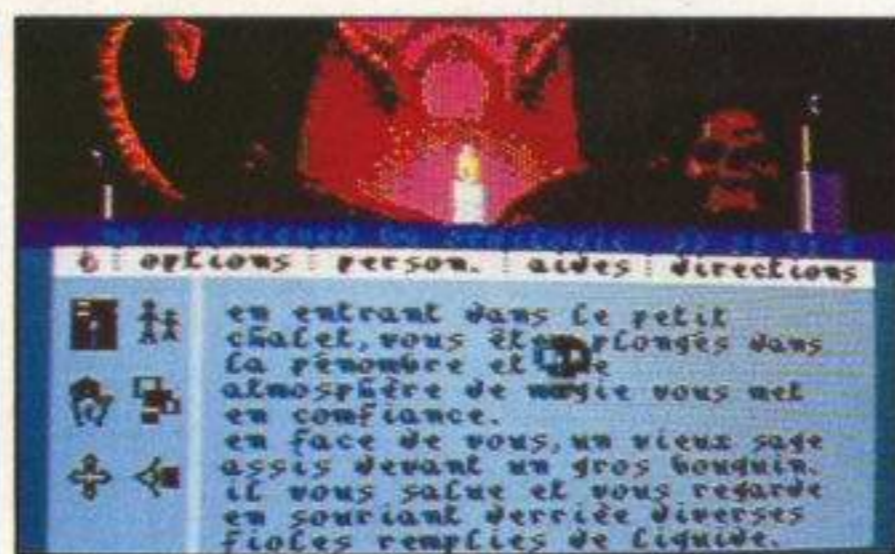 options person. aides directions
en entrant dans le petit
chalet, vous êtes plongés dans
la pénombre et
atmosphère de magie vous met
en confiance.
en face de vous, un vieux sage
assis devant un gros bouquin.
il vous salue et vous regarde
en souriant derriée diverses
fioles remplies de liquide.